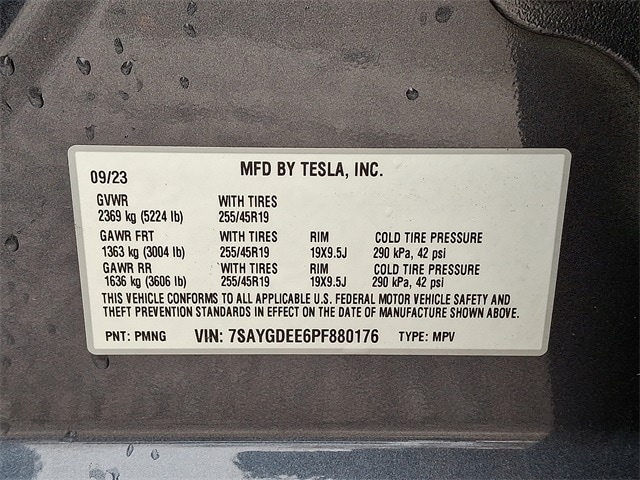 MFD BY TESLA, INC.
09/23
GVWR WITH TIRES
2369 kg (5224 lb) 255/45R19
GAWR FRT WITH TIRES RIM COLD TIRE PRESSURE
1363 kg (3004 lb) 255/45R19 19X9.5J 290 kPa, 42 psi
GAWR RR WITH TIRES RIM COLD TIRE PRESSURE
1636 kg (3606 lb) 255/45R19 19X9.5J 290 kPa, 42 psi
THIS VEHICLE CONFORMS TO ALL APPLICABLE U.S. FEDERAL MOTOR VEHICLE SAFETY AND
THEFT PREVENTION STANDARDS IN EFFECT ON THE DATE OF MANUFACTURE SHOWN ABOVE.
PNT: PMNG VIN: 7SAYGDEE6PF880176 TYPE: MPV